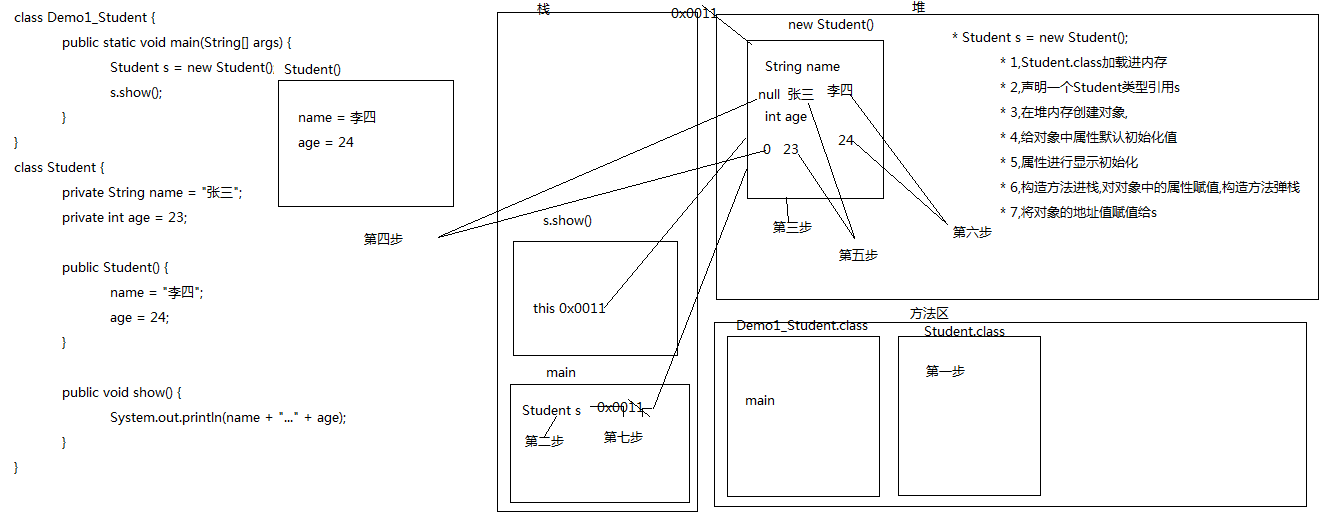 class Demo1_Student {
public static void main(String[] args) {
Student s = new Student();
s.show();
}
}
class Student {
private String name = "张三";
private int age = 23;
public Student() {
name = "李四";
age = 24;
}
public void show() {
System.out.println(name + "..." + age);
}
}
Student()
name = 李四
age = 24
第四步
栈
s.show()
this 0x0011
main
Student s 0x0011
第二步 第七步
堆
0x0011
new Student()
String name
null 张三 李四
int age
0 23 24
第三步
第五步
第六步
* Student s = new Student();
* 1,Student.class加载进内存
* 2,声明一个Student类型引用s
* 3,在堆内存创建对象,
* 4,给对象中属性默认初始化值
* 5,属性进行显示初始化
* 6,构造方法进栈,对对象中的属性赋值,构造方法弹栈
* 7,将对象的地址值赋值给s
方法区
Demo1_Student.class
main
Student.class
第一步